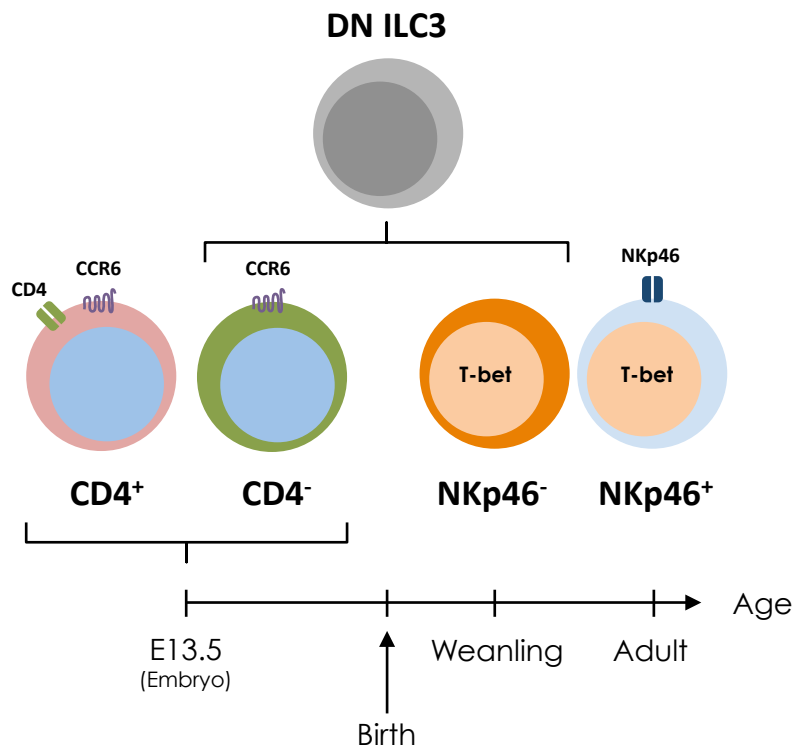 DN ILC3
CD4
CCR6
CCR6
NKp46
T-bet
T-bet
CD4⁺
CD4⁻
NKp46⁻
NKp46⁺
Age
E13.5
(Embryo)
Weanling
Adult
Birth